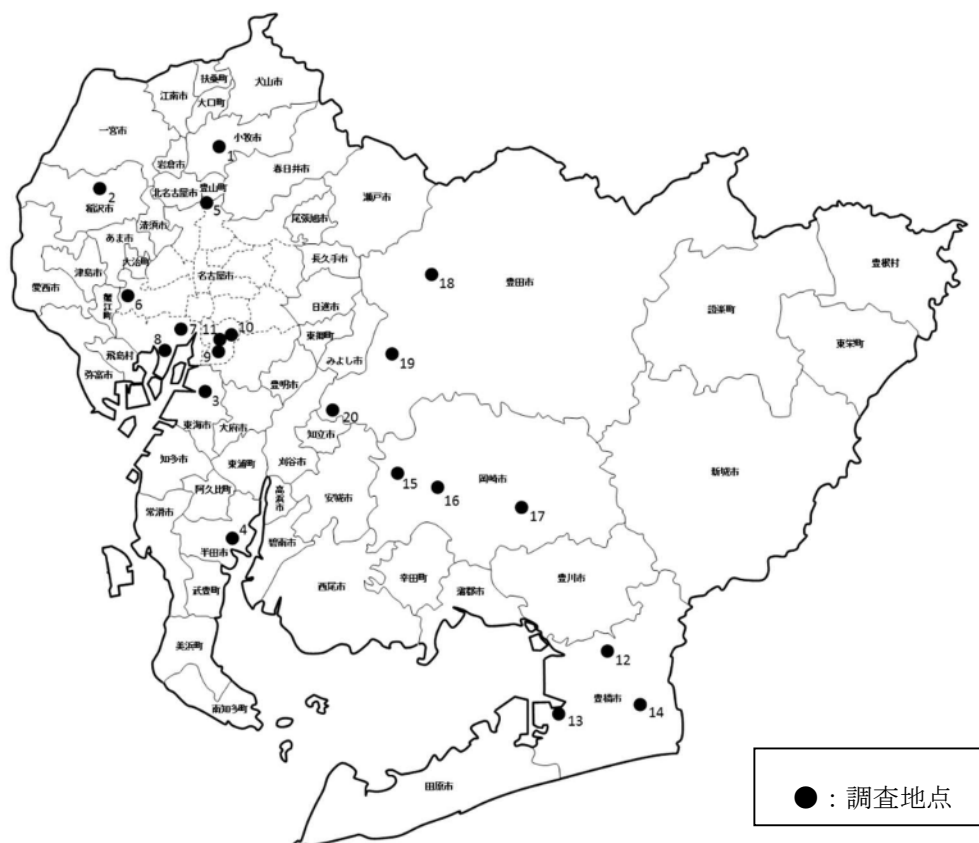 扶桑町
犬山市
江南市
大口町
一宮市
小牧市
1
岩倉市
春日井市
2
稲沢市
北名古屋市
豊山町
5
瀬戸市
尾張旭市
清須市
あま市
大治町
長久手市
津島市
名古屋市
愛西市
蟹江町
6
日進市
18
豊田市
設楽町
豊根村
東栄町
7
11
10
8
9
東郷町
みよし市
19
飛島村
弥富市
豊明市
3
東海市
大府市
20
知立市
知多市
東浦町
刈谷市
15
16
岡崎市
17
新城市
阿久比町
高浜市
安城市
常滑市
4
半田市
碧南市
西尾市
幸田町
蒲郡市
豊川市
武豊町
美浜町
12
南知多町
豊橋市
13
14
田原市
●:調査地点